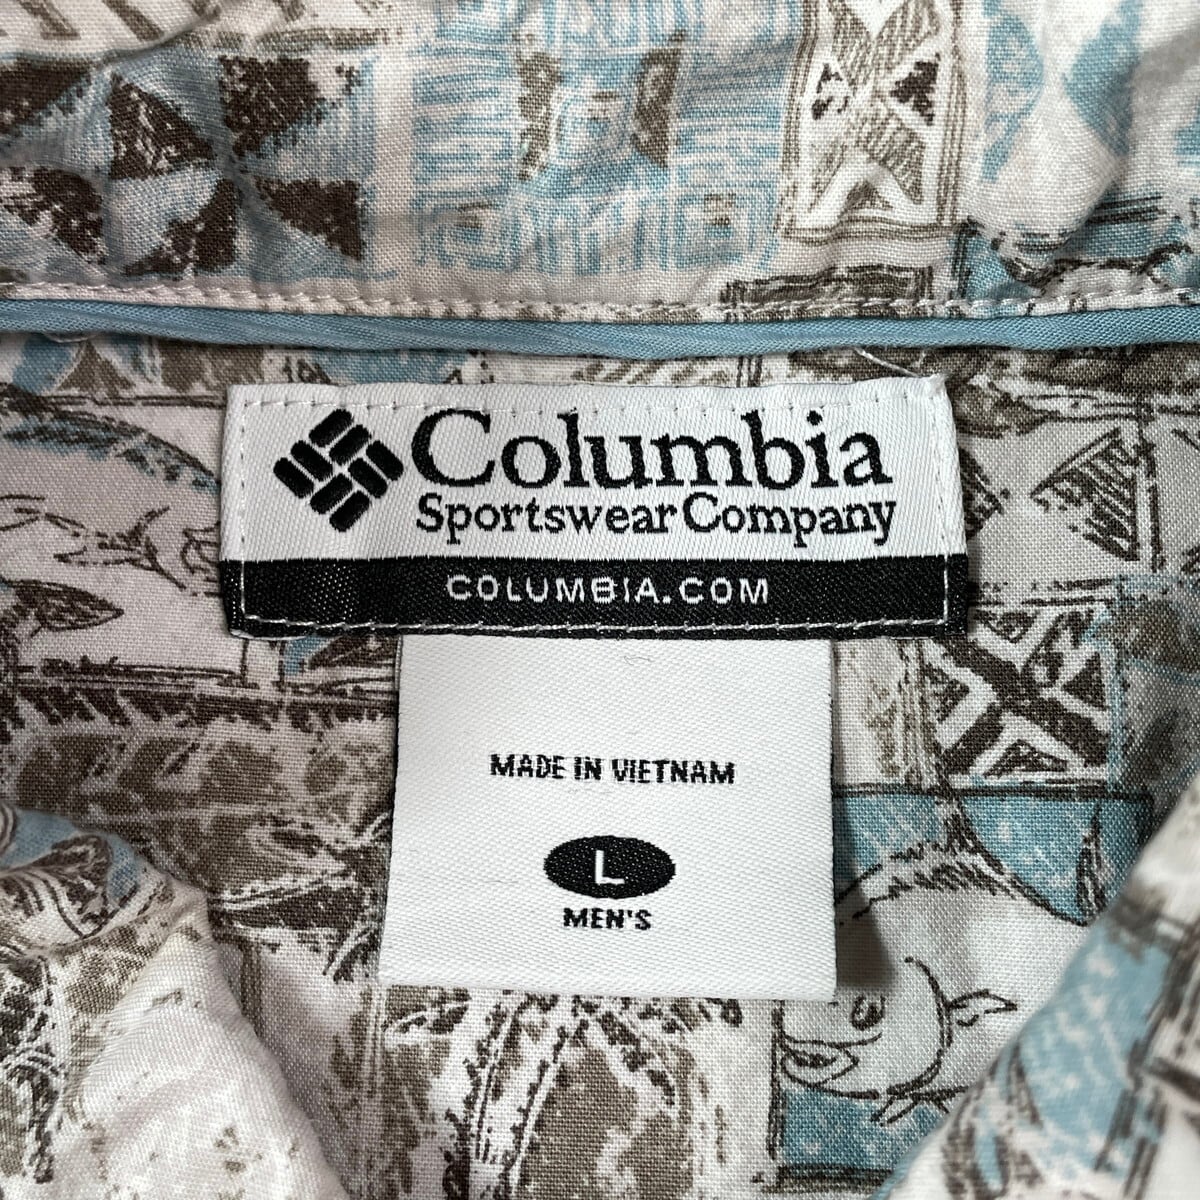 Columbia
Sportswear Company
COLUMBIA.COM
MADE IN VIETNAM
L
MEN'S